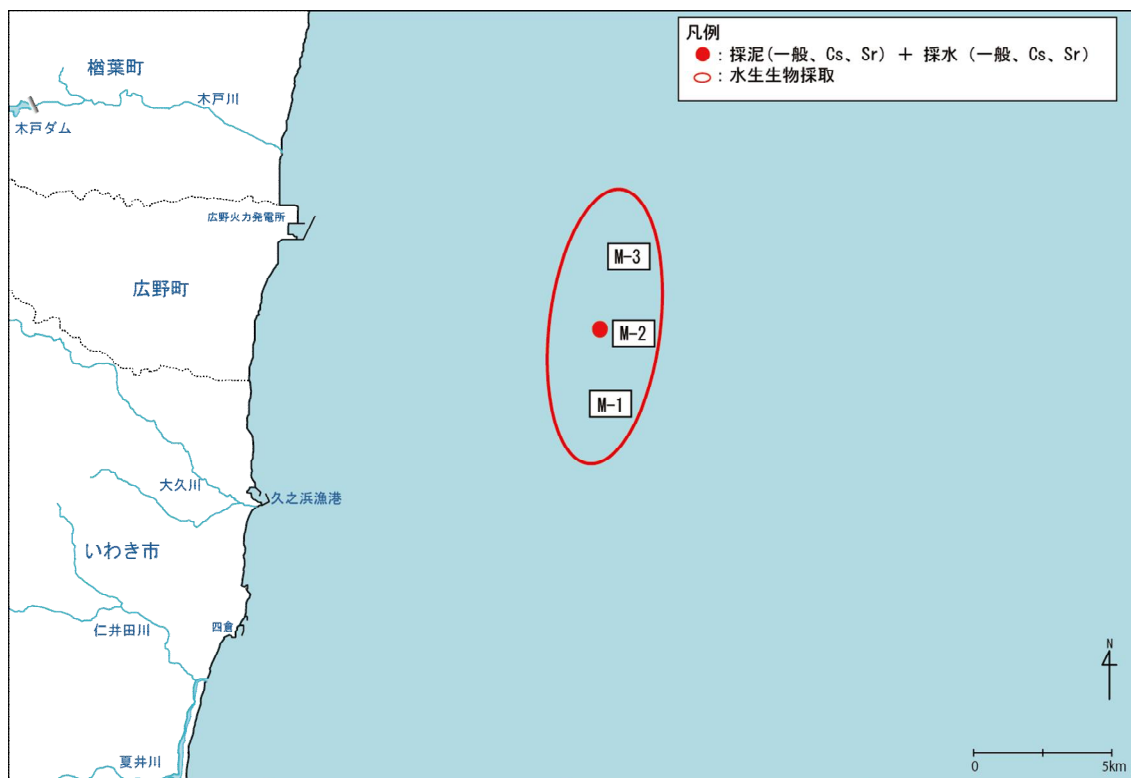 凡例
●：採泥(一般、Cs、Sr) ＋ 採水 (一般、Cs、Sr)
：水生生物採取
楢葉町
木戸川
木戸ダム
広野火力発電所
M-3
広野町
M-2
M-1
大久川
久之浜漁港
いわき市
仁井田川
四倉
N
夏井川
0
5km